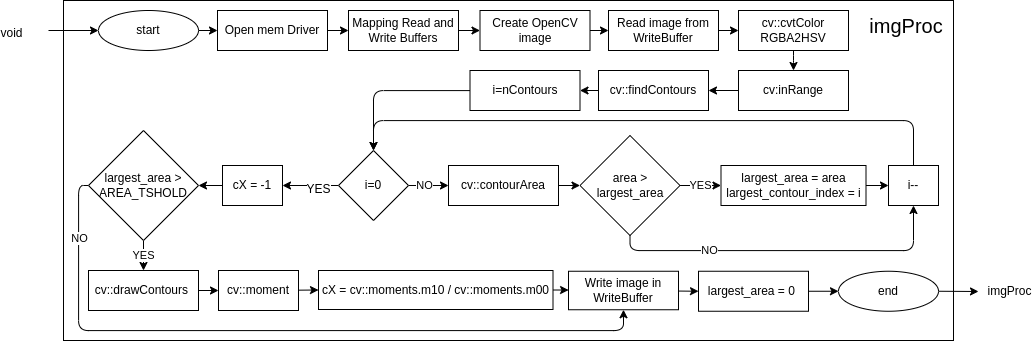 void
start
Open mem Driver
Mapping Read and
Write Buffers
Create OpenCV
image
Read image from
WriteBuffer
cv::cvtColor
RGBA2HSV
imgProc
i=nContours
cv::findContours
cv:inRange
largest_area >
AREA_TSHOLD
cX = -1
YES
i=0
NO
cv::contourArea
area >
largest_area
YES
largest_area = area
largest_contour_index = i
i--
NO
NO
YES
cv::drawContours
cv::moment
cX = cv::moments.m10 / cv::moments.m00
Write image in
WriteBuffer
largest_area = 0
end
imgProc